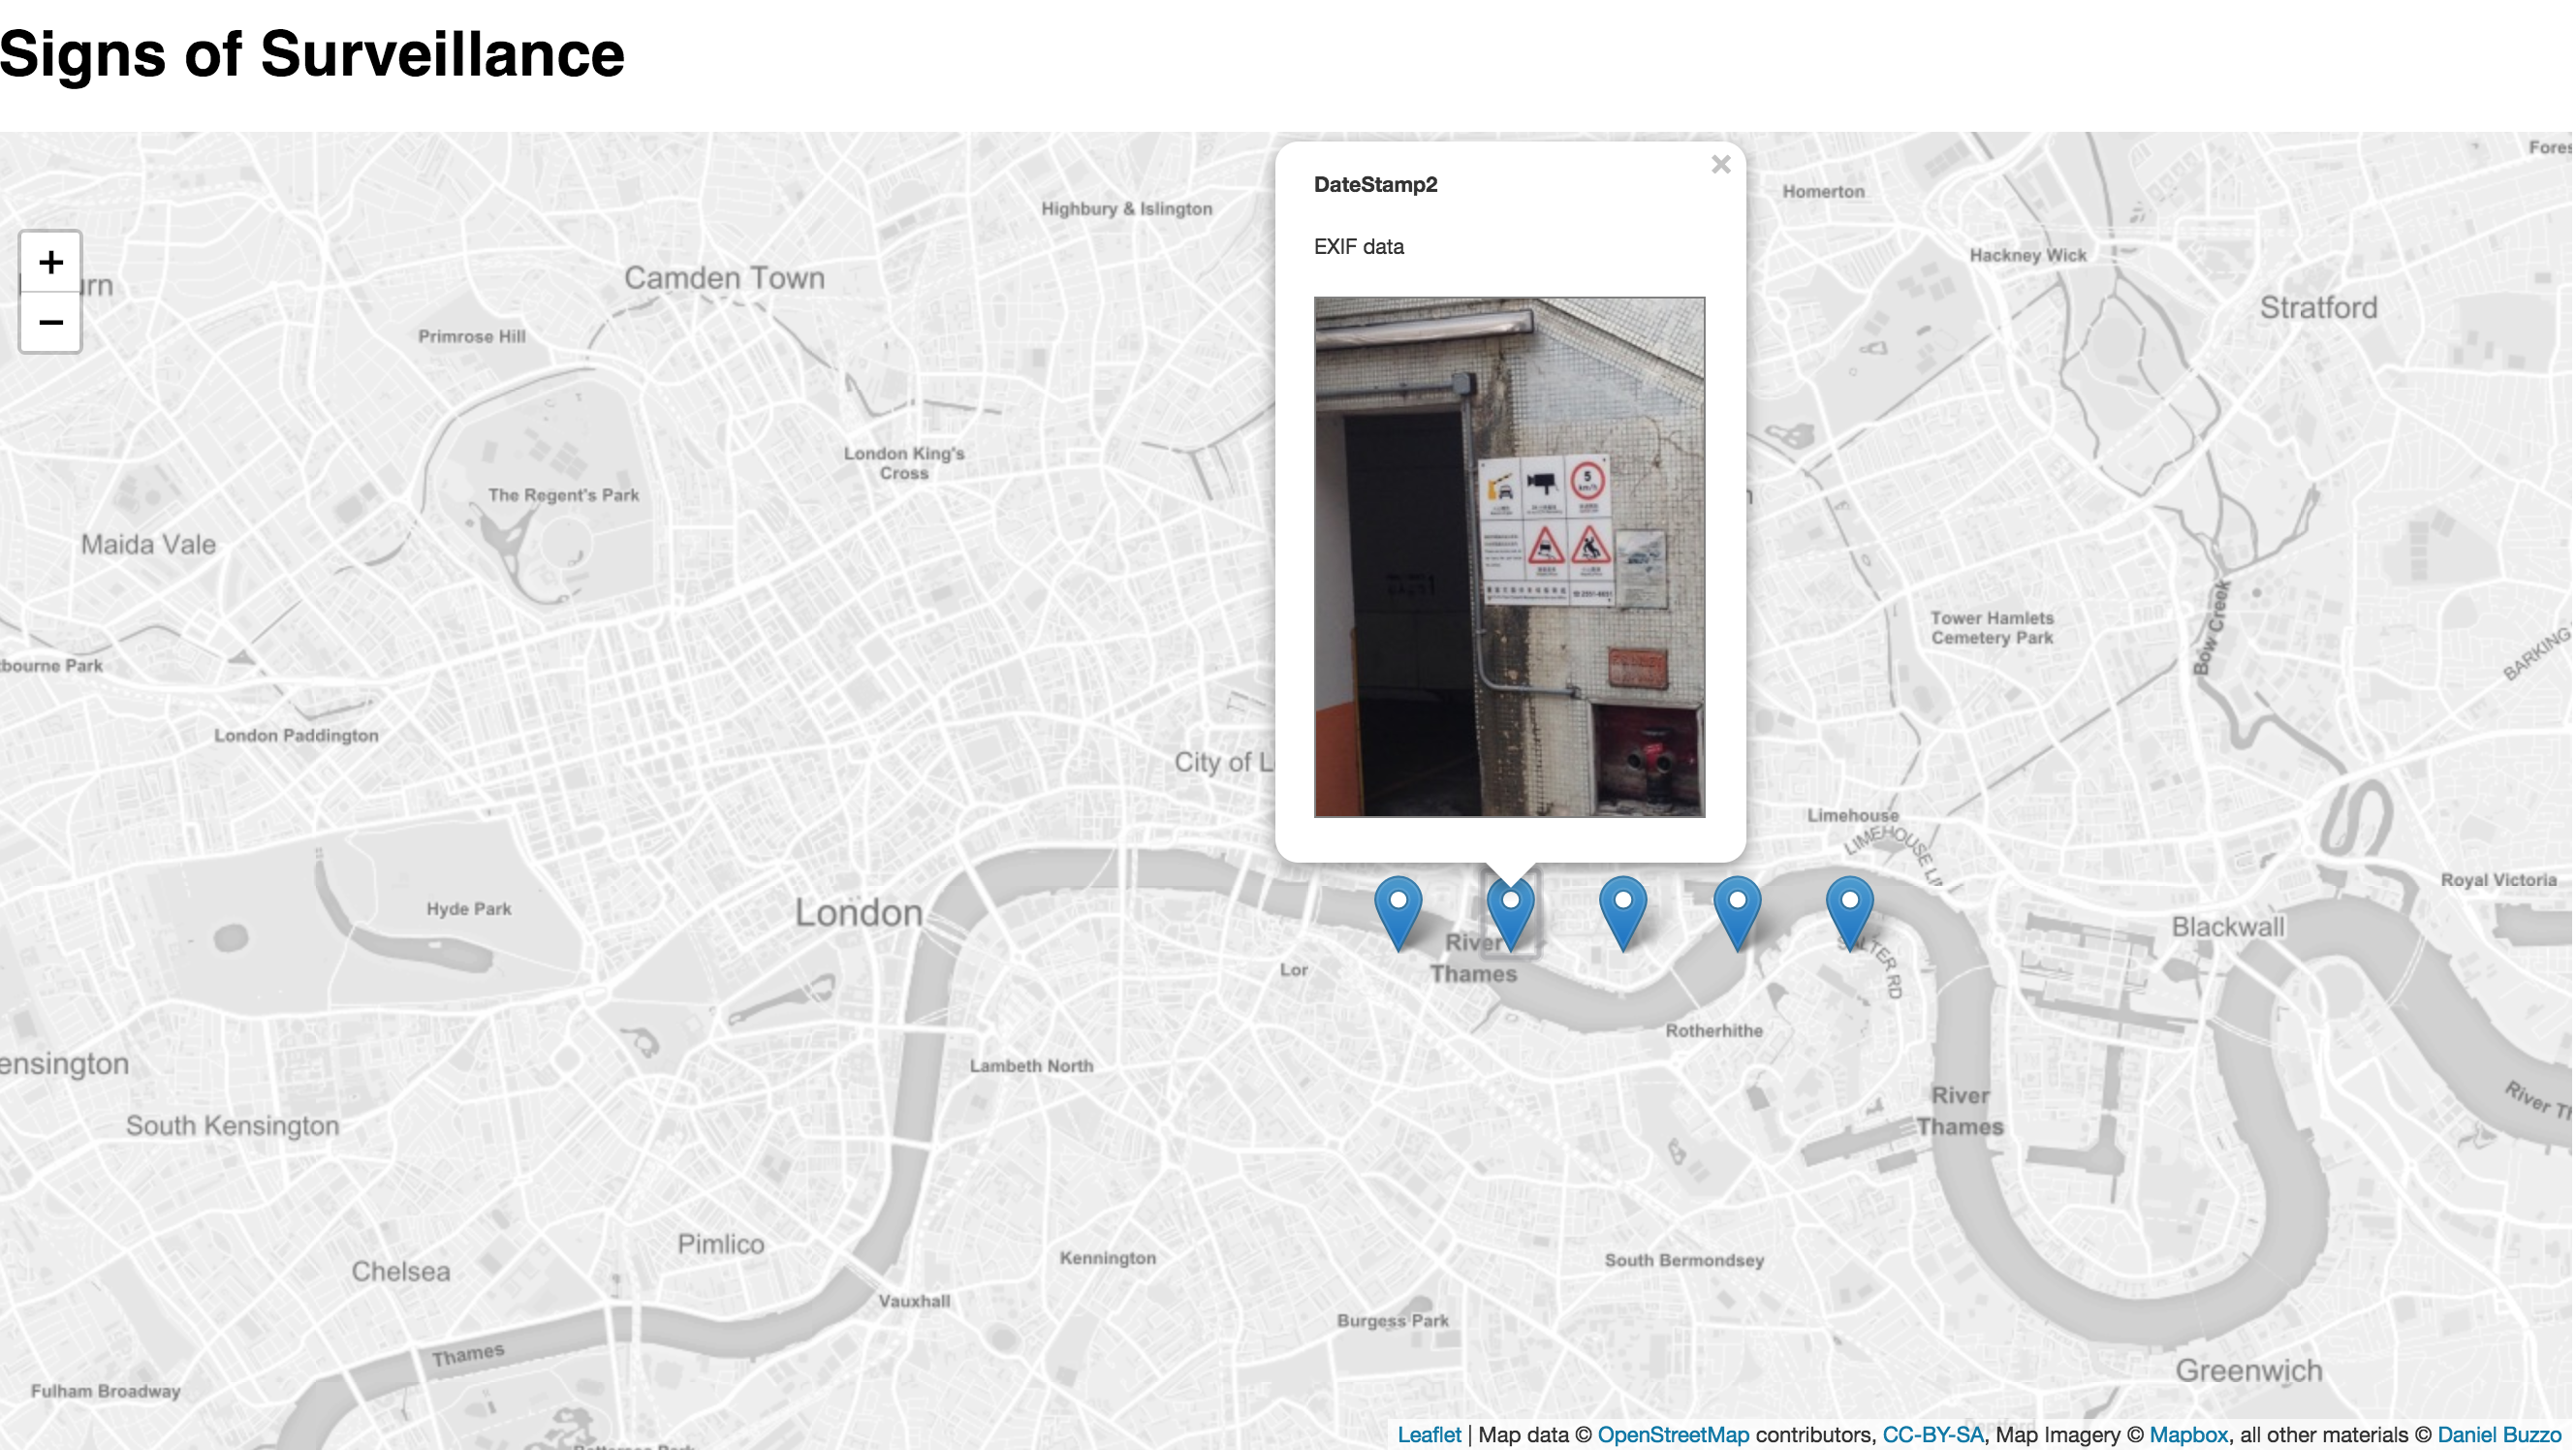 Signs of Surveillance
DateStamp2
×
EXIF data
+
−
urn
Camden Town
Highbury & Islington
Homerton
Fores
Hackney Wick
Stratford
Primrose Hill
London King's
Cross
The Regent's Park
Maida Vale
5
km/h
Tower Hamlets
Cemetery Park
Bow Creek
BARKING
tbourne Park
London Paddington
City of L
Limehouse
LIMEHOUSE LI
Royal Victoria
Hyde Park
London
Blackwall
River
Thames
SALTER RD
Lor
Rotherhithe
ensington
Lambeth North
River
Thames
River Th
South Kensington
Pimlico
Chelsea
Kennington
South Bermondsey
Vauxhall
Burgess Park
Thames
Fulham Broadway
Greenwich
Deptford
Leaflet | Map data © OpenStreetMap contributors, CC-BY-SA, Map Imagery © Mapbox, all other materials © Daniel Buzzo